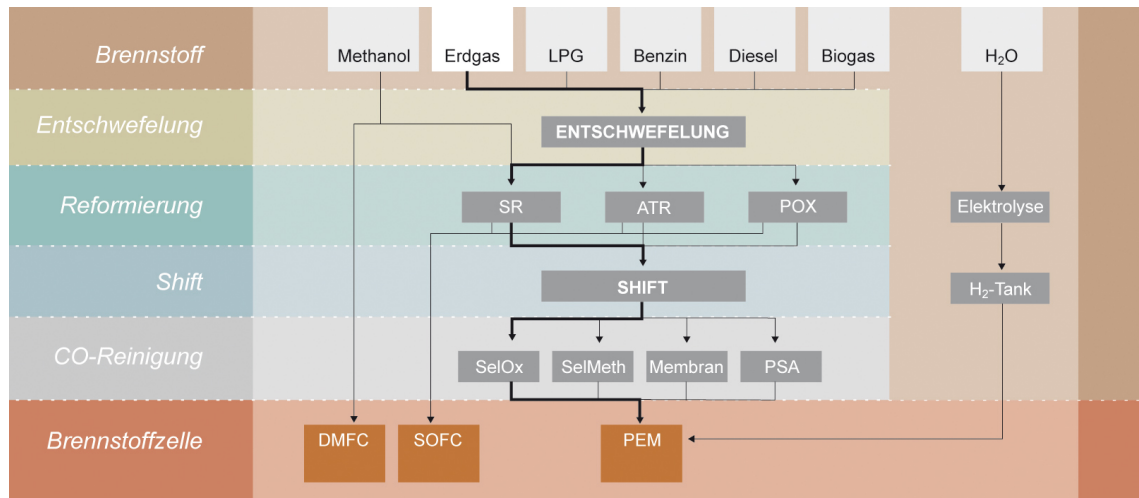 Brennstoff
Methanol Erdgas LPG Benzin Diesel Biogas H₂O
Entschwefelung
ENTSCHWEFELUNG
Reformierung
SR ATR POX Elektrolyse
Shift
SHIFT H₂-Tank
CO-Reinigung
SelOx SelMeth Membran PSA
Brennstoffzelle
DMFC SOFC PEM